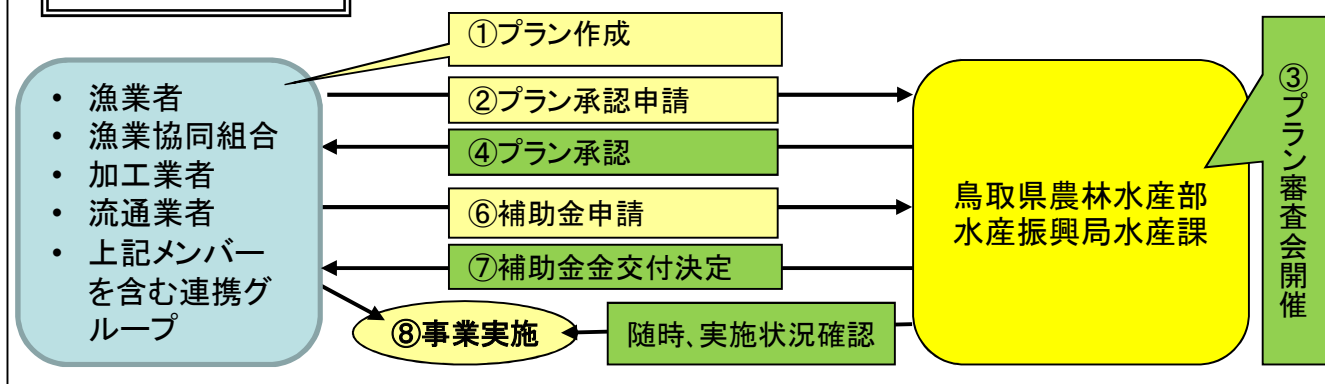 ①プラン作成
• 漁業者
• 漁業協同組合
• 加工業者
• 流通業者
• 上記メンバー
を含む連携グ
ループ
②プラン承認申請
④プラン承認
⑥補助金申請
⑦補助金金交付決定
⑧事業実施
随時、実施状況確認
鳥取県農林水産部
水産振興局水産課
③プラン審査会開催